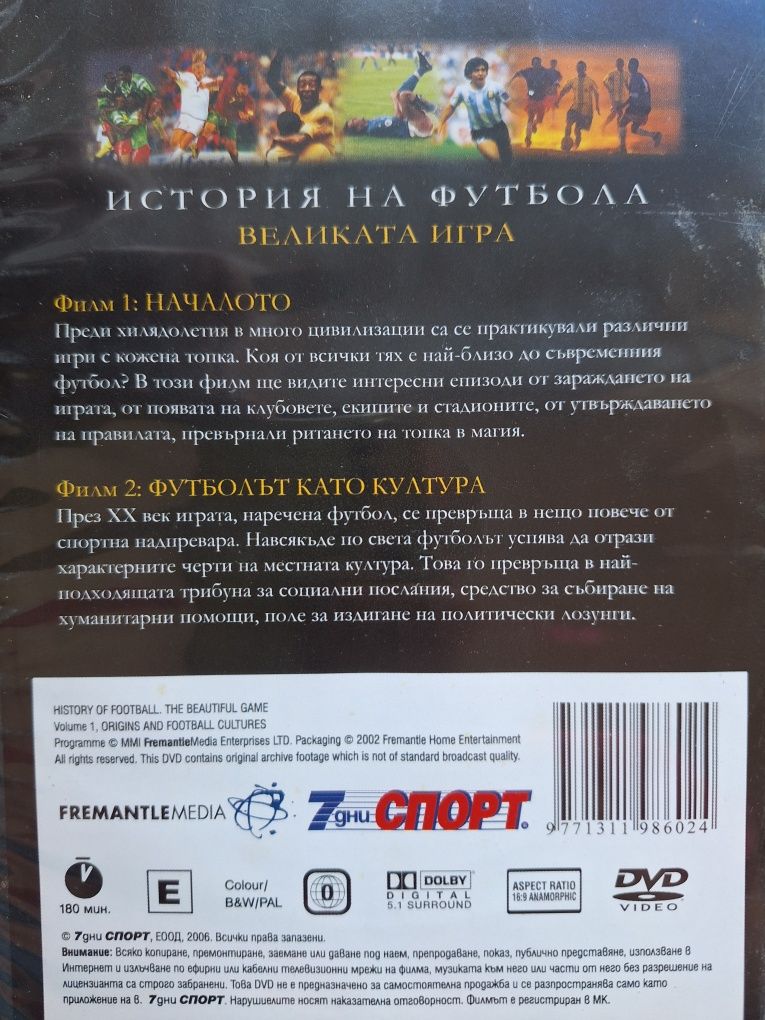 ИСТОРИЯ НА ФУТБОЛА
ВЕЛИКАТА ИГРА
Филм 1: НАЧАЛОТО
Преди хилядолетия в много цивилизации са се практикували различни
игри с кожена топка. Коя от всички тях е най-близо до съвременния
футбол? В този филм ще видите интересни епизоди от зараждането на
играта, от появата на клубовете, екипите и стадионите, от утвърждаването
на правилата, превърнали ритането на топка в магия.
Филм 2: ФУТБОЛЪТ КАТО КУЛТУРА
През XX век играта, наречена футбол, се превръща в нещо повече от
спортна надпревара. Навсякъде по света футболът успява да отрази
характерните черти на местната култура. Това го превръща в най-
подходящата трибуна за социални послания, средство за събиране на
хуманитарни помощи, поле за издигане на политически лозунги.
HISTORY OF FOOTBALL. THE BEAUTIFUL GAME
Volume 1, ORIGINS AND FOOTBALL CULTURES
Programme © MMI FremantleMedia Enterprises LTD. Packaging © 2002 Fremantle Home Entertainment
All rights reserved. This DVD contains original archive footage which is not of standard broadcast quality.
FREMANTLEMEDIA
7дни СПОРТ.
9 771311 986024
180 мин.
E
Colour/
B&W/PAL
0
DOLBY
DIGITAL
5.1 SURROUND
ASPECT RATIO
16:9 ANAMORPHIC
DVD
VIDEO
© 7дни СПОРТ, ЕООД, 2006. Всички права запазени.
Внимание: Всяко копиране, премонтиране, заемане или даване под наем, препродаване, показ, публично представяне, използване в
Интернет и излъчване по ефирни или кабелни телевизионни мрежи на филма, музиката към него или части от него без разрешение на
лицензианта са строго забранени. Това DVD не е предназначено за самостоятелна продажба и се разпространява само като
приложение на в. 7дни СПОРТ. Нарушителите носят наказателна отговорност. Филмът е регистриран в МК.